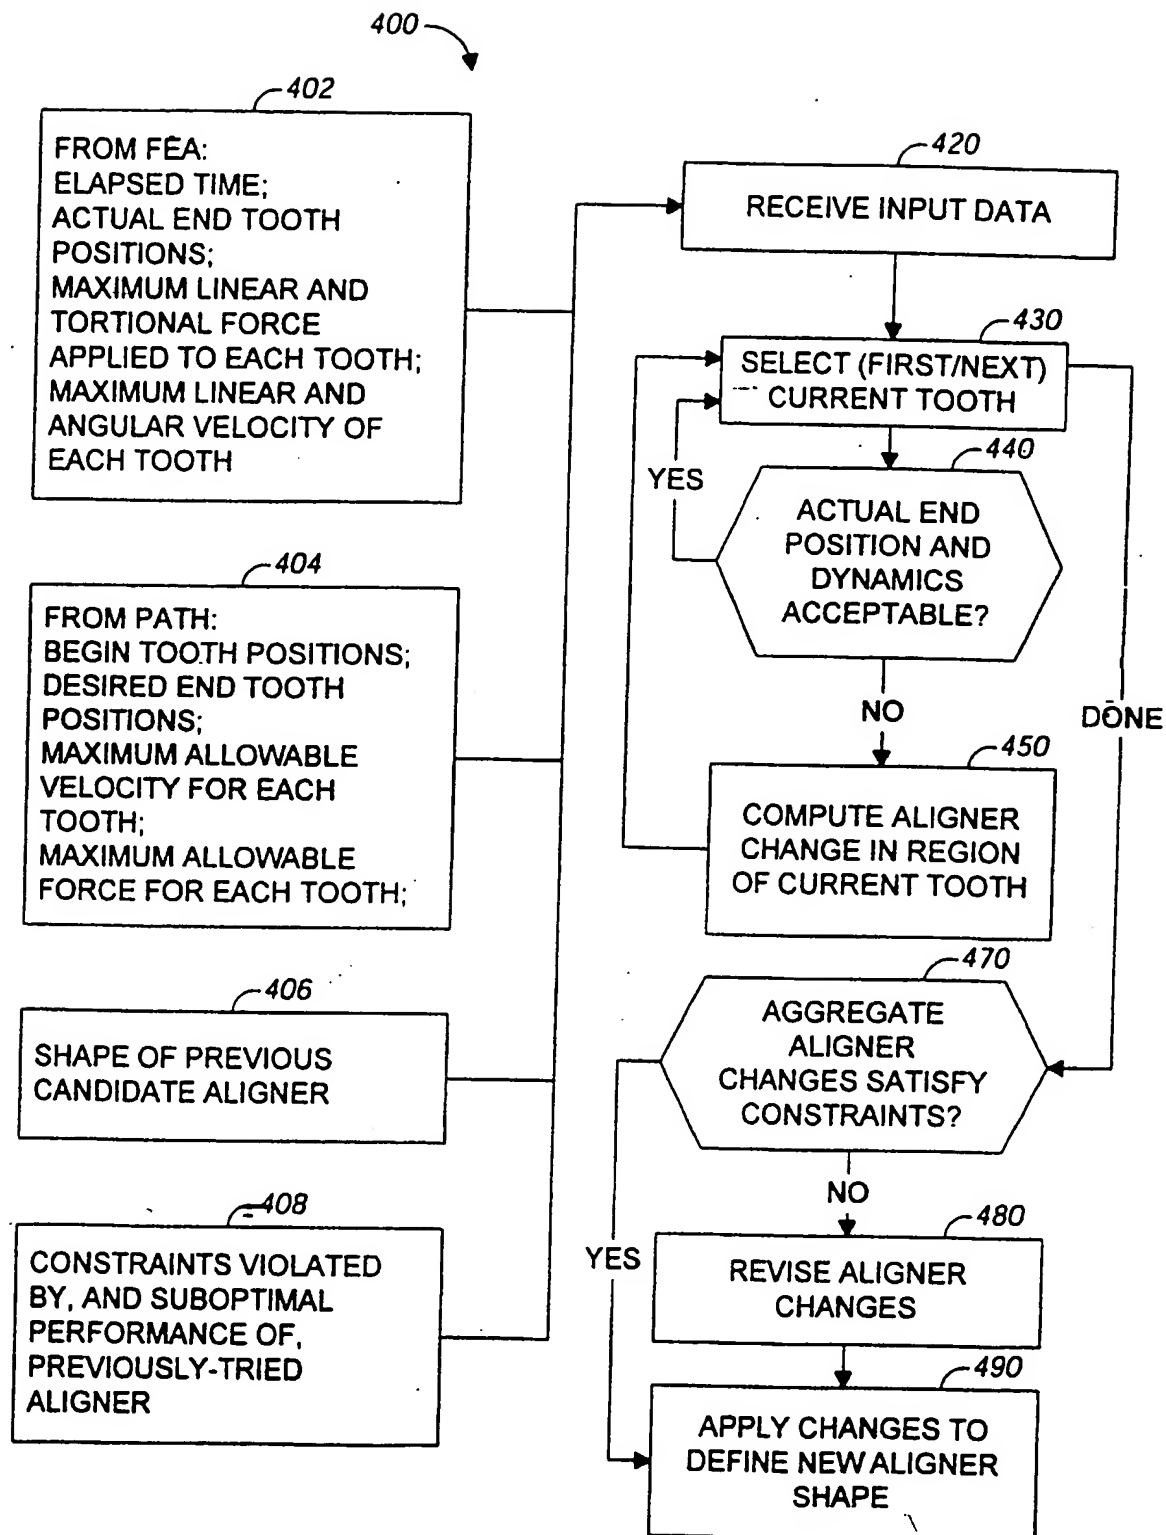 400
402
FROM FEA:
ELAPSED TIME;
ACTUAL END TOOTH
POSITIONS;
MAXIMUM LINEAR AND
TORTIONAL FORCE
APPLIED TO EACH TOOTH;
MAXIMUM LINEAR AND
ANGULAR VELOCITY OF
EACH TOOTH
404
FROM PATH:
BEGIN TOOTH POSITIONS;
DESIRED END TOOTH
POSITIONS;
MAXIMUM ALLOWABLE
VELOCITY FOR EACH
TOOTH;
MAXIMUM ALLOWABLE
FORCE FOR EACH TOOTH;
406
SHAPE OF PREVIOUS
CANDIDATE ALIGNER
408
CONSTRAINTS VIOLATED
BY, AND SUBOPTIMAL
PERFORMANCE OF,
PREVIOUSLY-TRIED
ALIGNER
420
RECEIVE INPUT DATA
430
SELECT (FIRST/NEXT)
CURRENT TOOTH
440
YES
ACTUAL END
POSITION AND
DYNAMICS
ACCEPTABLE?
NO
DONE
450
COMPUTE ALIGNER
CHANGE IN REGION
OF CURRENT TOOTH
470
AGGREGATE
ALIGNER
CHANGES SATISFY
CONSTRAINTS?
NO
YES
480
REVISE ALIGNER
CHANGES
490
APPLY CHANGES TO
DEFINE NEW ALIGNER
SHAPE